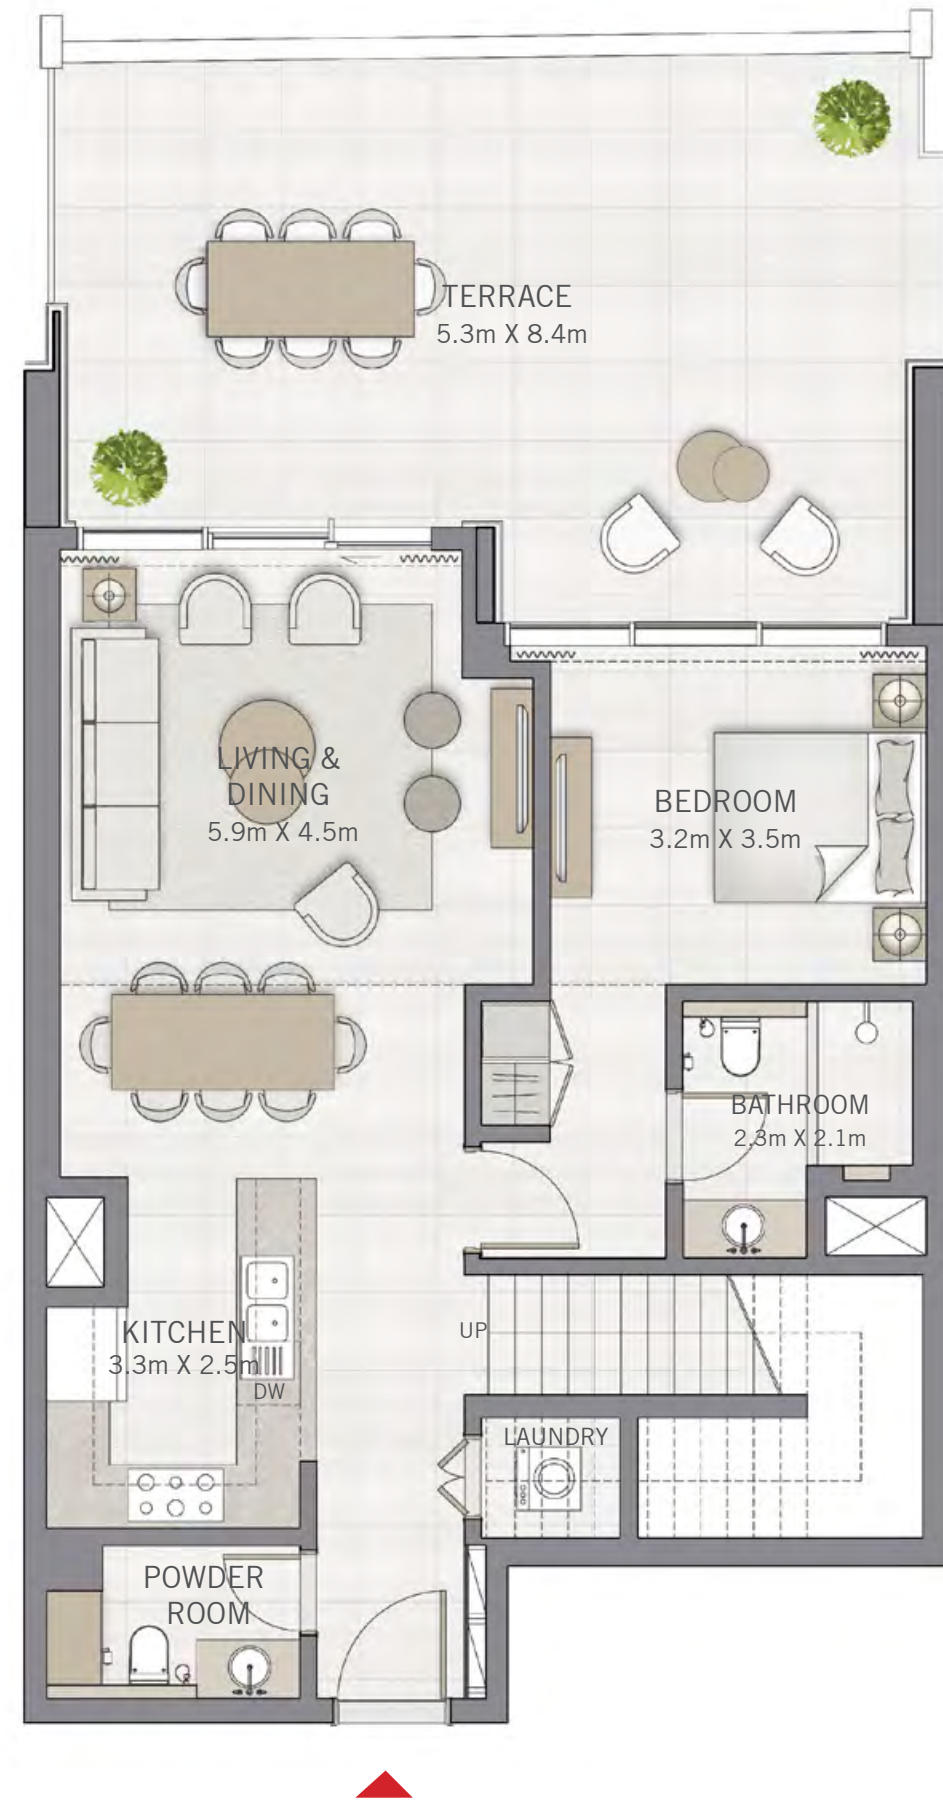 TERRACE
5.3m X 8.4m
LIVING &
DINING
5.9m X 4.5m
BEDROOM
3.2m X 3.5m
BATHROOM
2.3m X 2.1m
KITCHEN
3.3m X 2.5m
DW
UP
LAUNDRY
POWDER
ROOM